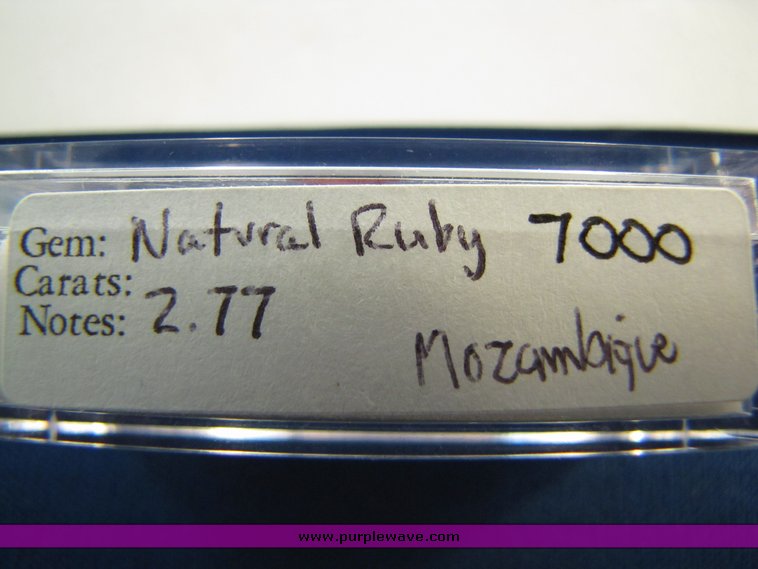 Gem: Natural Ruby 7000
Carats:
Notes: 2.77
Mozambique
www.purplewave.com